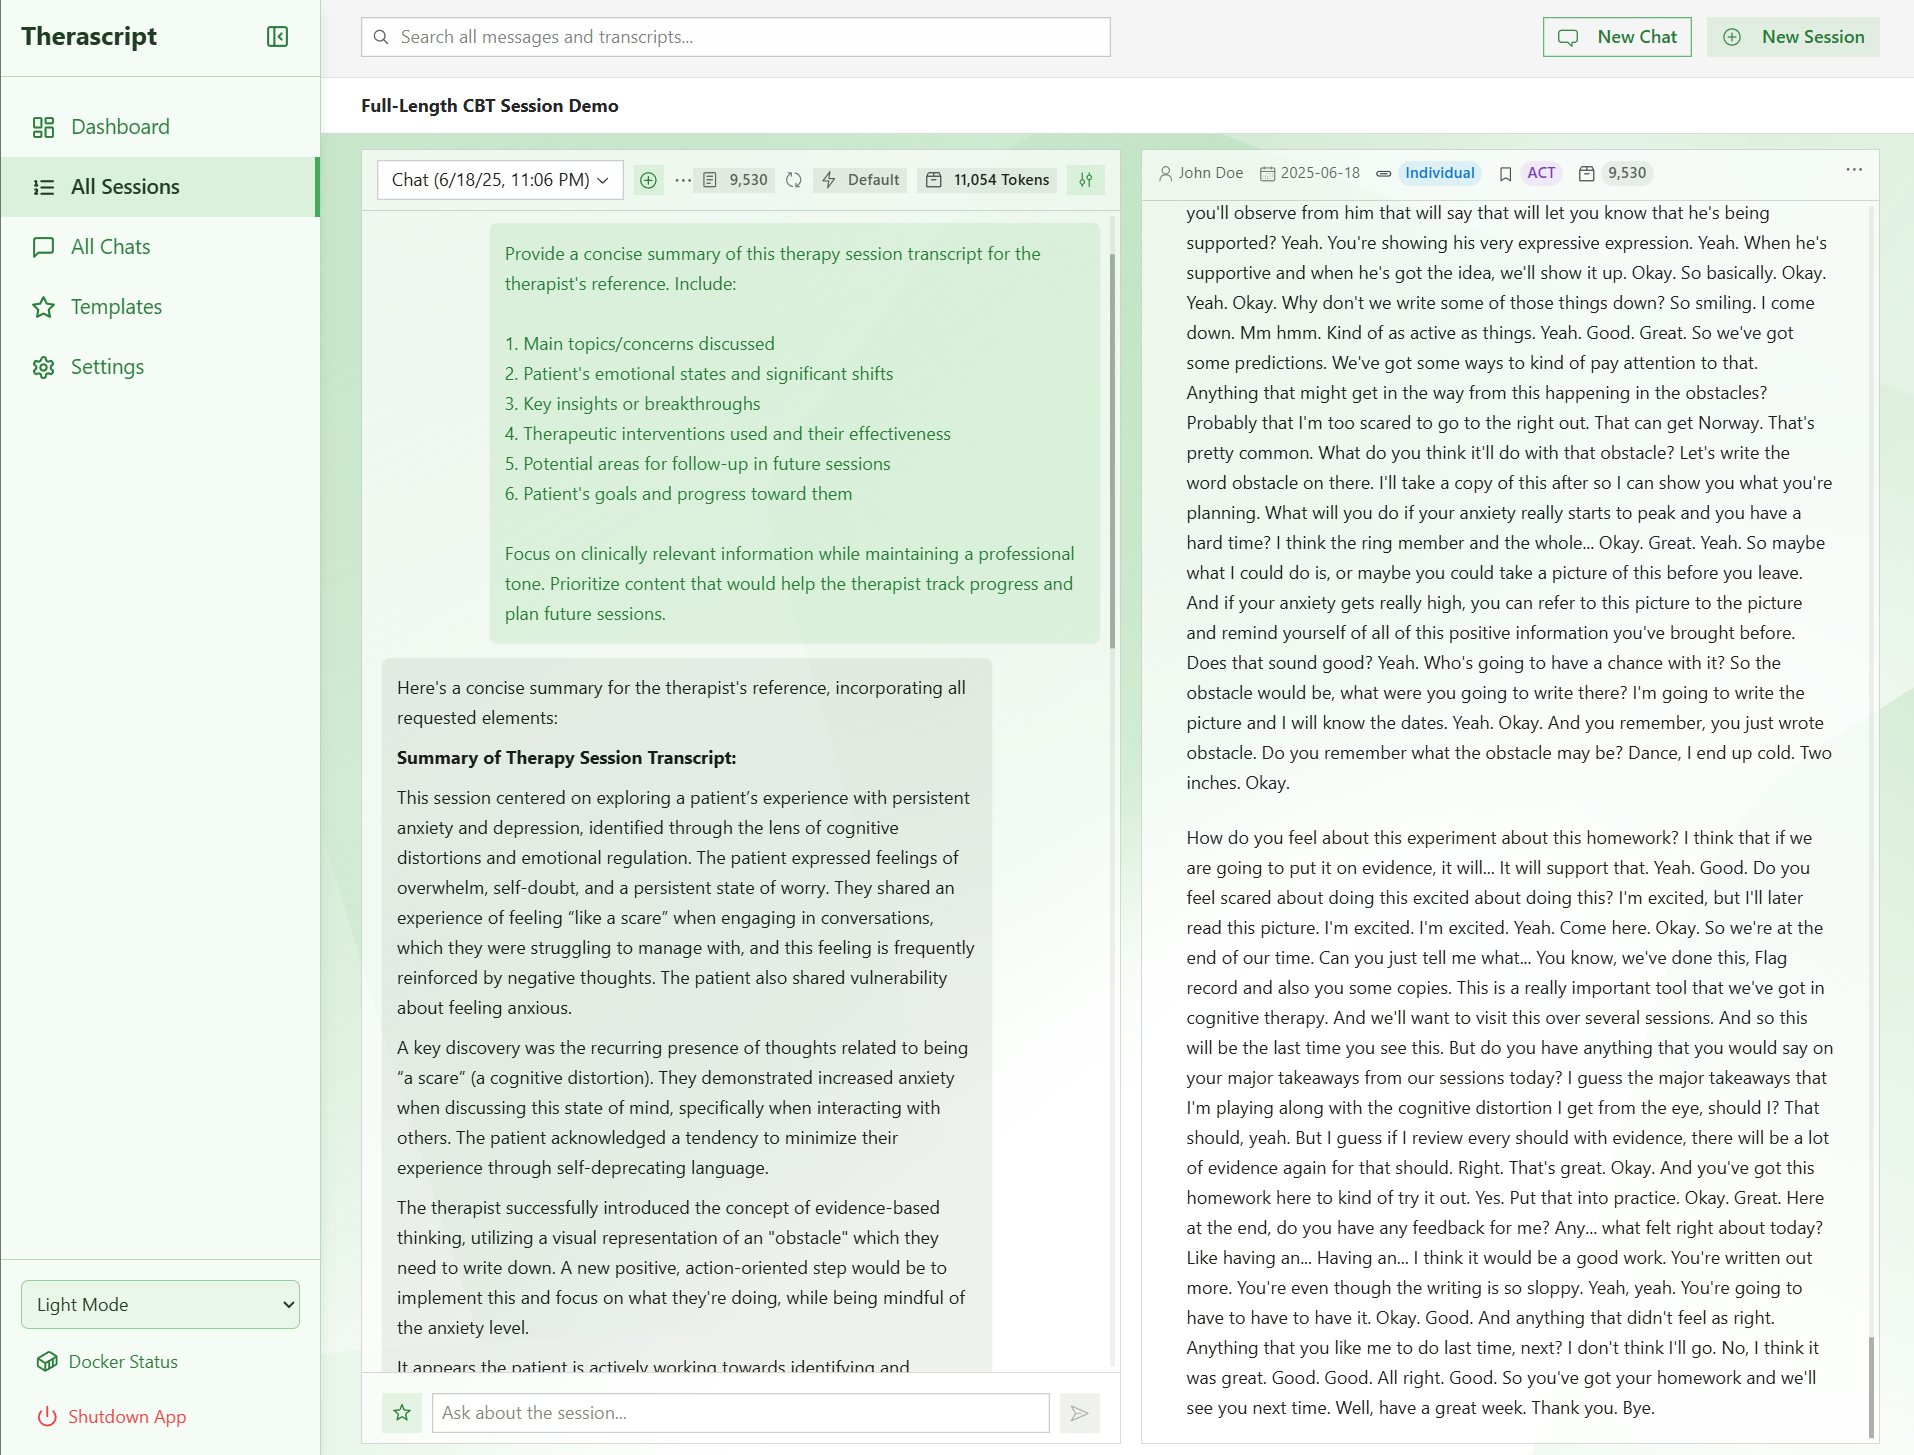 Therascript
Dashboard
All Sessions
All Chats
Templates
Settings
Light Mode
Docker Status
Shutdown App
Search all messages and transcripts...
New Chat
New Session
Full-Length CBT Session Demo
Chat (6/18/25, 11:06 PM)
9,530
Default
11,054 Tokens
Provide a concise summary of this therapy session transcript for the
therapist's reference. Include:
1. Main topics/concerns discussed
2. Patient's emotional states and significant shifts
3. Key insights or breakthroughs
4. Therapeutic interventions used and their effectiveness
5. Potential areas for follow-up in future sessions
6. Patient's goals and progress toward them
Focus on clinically relevant information while maintaining a professional
tone. Prioritize content that would help the therapist track progress and
plan future sessions.
Here's a concise summary for the therapist's reference, incorporating all
requested elements:
Summary of Therapy Session Transcript:
This session centered on exploring a patient’s experience with persistent
anxiety and depression, identified through the lens of cognitive
distortions and emotional regulation. The patient expressed feelings of
overwhelm, self-doubt, and a persistent state of worry. They shared an
experience of feeling “like a scare” when engaging in conversations,
which they were struggling to manage with, and this feeling is frequently
reinforced by negative thoughts. The patient also shared vulnerability
about feeling anxious.
A key discovery was the recurring presence of thoughts related to being
“a scare” (a cognitive distortion). They demonstrated increased anxiety
when discussing this state of mind, specifically when interacting with
others. The patient acknowledged a tendency to minimize their
experience through self-deprecating language.
The therapist successfully introduced the concept of evidence-based
thinking, utilizing a visual representation of an "obstacle" which they
need to write down. A new positive, action-oriented step would be to
implement this and focus on what they're doing, while being mindful of
the anxiety level.
It appears the patient is actively working towards identifying and
Ask about the session...
John Doe
2025-06-18
Individual
ACT
9,530
you'll observe from him that will say that will let you know that he's being
supported? Yeah. You're showing his very expressive expression. Yeah. When he's
supportive and when he's got the idea, we'll show it up. Okay. So basically. Okay.
Yeah. Okay. Why don't we write some of those things down? So smiling. I come
down. Mm hmm. Kind of as active as things. Yeah. Good. Great. So we've got
some predictions. We've got some ways to kind of pay attention to that.
Anything that might get in the way from this happening in the obstacles?
Probably that I'm too scared to go to the right out. That can get Norway. That's
pretty common. What do you think it'll do with that obstacle? Let's write the
word obstacle on there. I'll take a copy of this after so I can show you what you're
planning. What will you do if your anxiety really starts to peak and you have a
hard time? I think the ring member and the whole... Okay. Great. Yeah. So maybe
what I could do is, or maybe you could take a picture of this before you leave.
And if your anxiety gets really high, you can refer to this picture to the picture
and remind yourself of all of this positive information you've brought before.
Does that sound good? Yeah. Who's going to have a chance with it? So the
obstacle would be, what were you going to write there? I'm going to write the
picture and I will know the dates. Yeah. Okay. And you remember, you just wrote
obstacle. Do you remember what the obstacle may be? Dance, I end up cold. Two
inches. Okay.
How do you feel about this experiment about this homework? I think that if we
are going to put it on evidence, it will... It will support that. Yeah. Good. Do you
feel scared about doing this excited about doing this? I'm excited, but I'll later
read this picture. I'm excited. I'm excited. Yeah. Come here. Okay. So we're at the
end of our time. Can you just tell me what... You know, we've done this, Flag
record and also you some copies. This is a really important tool that we've got in
cognitive therapy. And we'll want to visit this over several sessions. And so this
will be the last time you see this. But do you have anything that you would say on
your major takeaways from our sessions today? I guess the major takeaways that
I'm playing along with the cognitive distortion I get from the eye, should I? That
should, yeah. But I guess if I review every should with evidence, there will be a lot
of evidence again for that should. Right. That's great. Okay. And you've got this
homework here to kind of try it out. Yes. Put that into practice. Okay. Great. Here
at the end, do you have any feedback for me? Any... what felt right about today?
Like having an... Having an... I think it would be a good work. You're written out
more. You're even though the writing is so sloppy. Yeah, yeah. You're going to
have to have to have it. Okay. Good. And anything that didn't feel as right.
Anything that you like me to do last time, next? I don't think I'll go. No, I think it
was great. Good. Good. All right. Good. So you've got your homework and we'll
see you next time. Well, have a great week. Thank you. Bye.